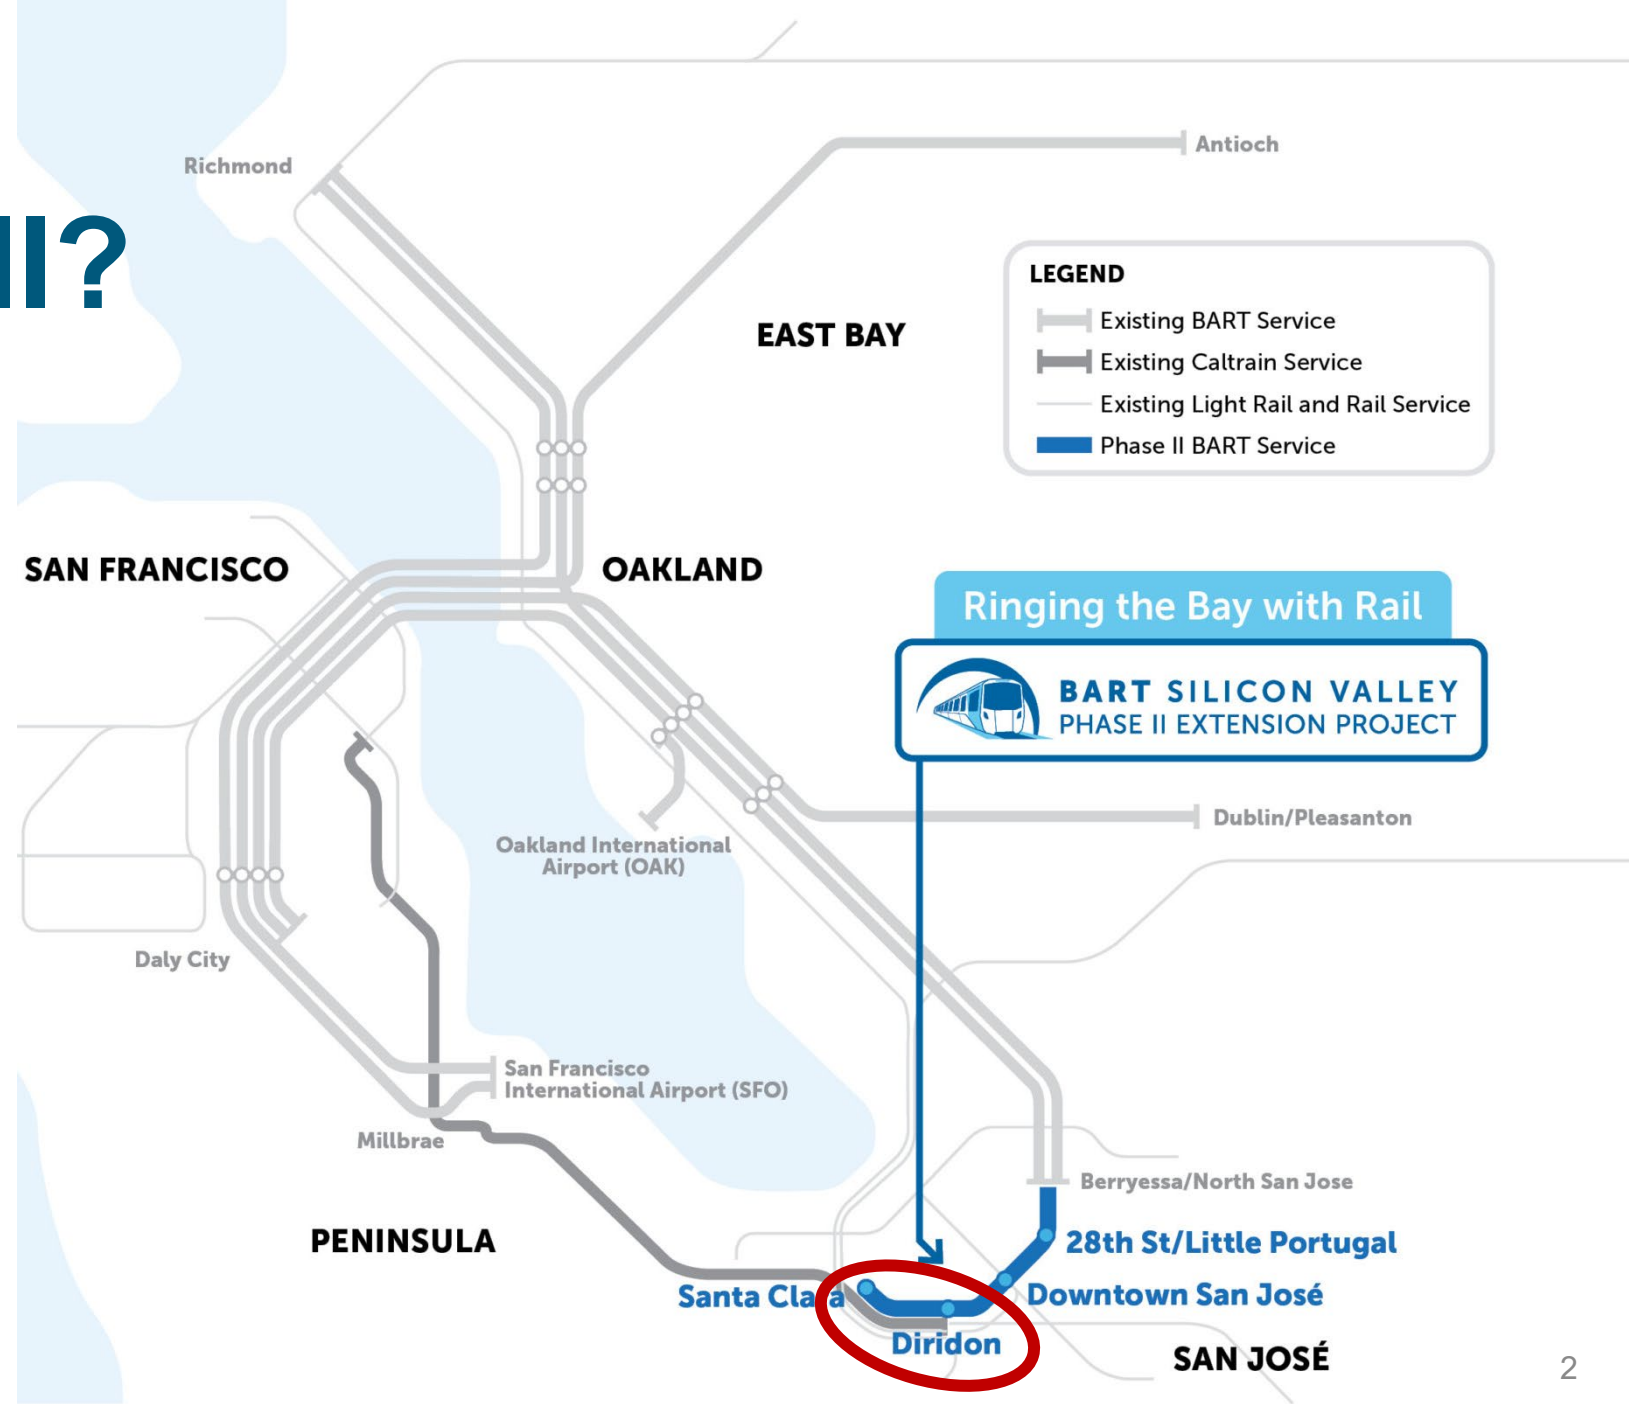 Richmond
Antioch
II?
LEGEND
Existing BART Service
Existing Caltrain Service
Existing Light Rail and Rail Service
Phase II BART Service
EAST BAY
SAN FRANCISCO
OAKLAND
Ringing the Bay with Rail
BART SILICON VALLEY
PHASE II EXTENSION PROJECT
Oakland International
Airport (OAK)
Dublin/Pleasanton
Daly City
San Francisco
International Airport (SFO)
Millbrae
Berryessa/North San Jose
PENINSULA
28th St/Little Portugal
Santa Clara
Downtown San José
Diridon
SAN JOSÉ
2